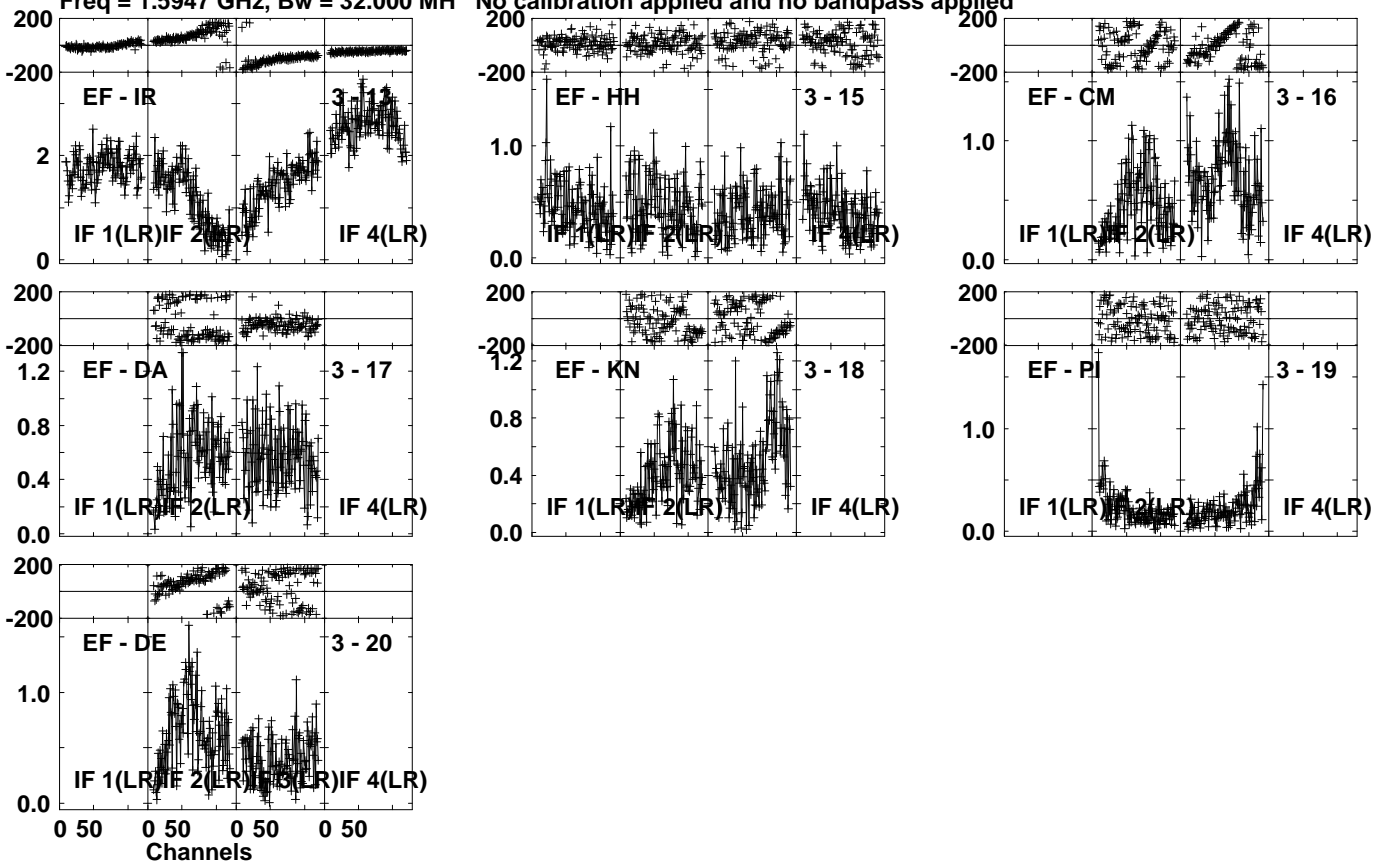 Freq = 1.5947 GHz, Bw = 32.000 MH No calibration applied and no bandpass applied
200
-200
EF - IR
3 - 13
2
0
IF 1(LR)IF 2(LR)
IF 4(LR)
200
-200
EF - HH
3 - 15
1.0
0.0
IF 1(LR)IF 2(LR)
IF 4(LR)
200
-200
EF - CM
3 - 16
1.0
0.0
IF 1(LR)IF 2(LR)
IF 4(LR)
200
-200
EF - DA
3 - 17
1.2
0.8
0.4
0.0
IF 1(LR)IF 2(LR)
IF 4(LR)
200
-200
EF - KN
3 - 18
1.2
0.8
0.4
0.0
IF 1(LR)IF 2(LR)
IF 4(LR)
200
-200
EF - PI
3 - 19
1.0
0.0
IF 1(LR)IF 2(LR)
IF 4(LR)
200
-200
EF - DE
3 - 20
1.0
0.0
IF 1(LR)IF 2(LR)IF 3(LR)IF 4(LR)
0 50 0 50 0 50 0 50
Channels